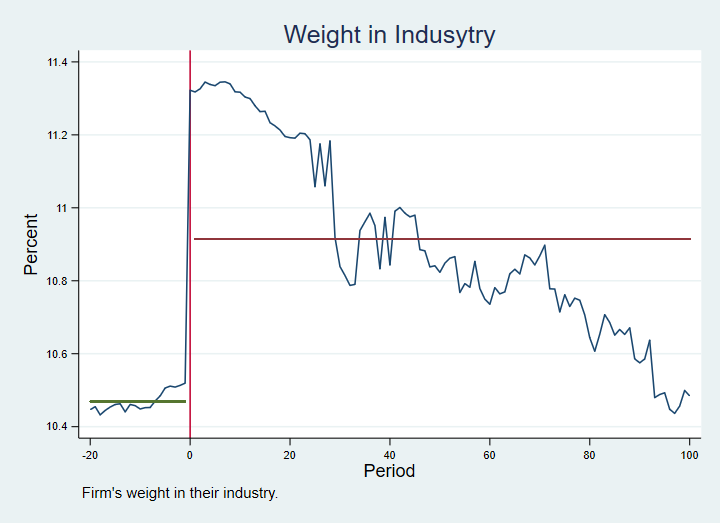 Weight in Indusytry
Percent
11.4
11.2
11
10.8
10.6
10.4
-20 0 20 40 60 80 100
Period
Firm's weight in their industry.